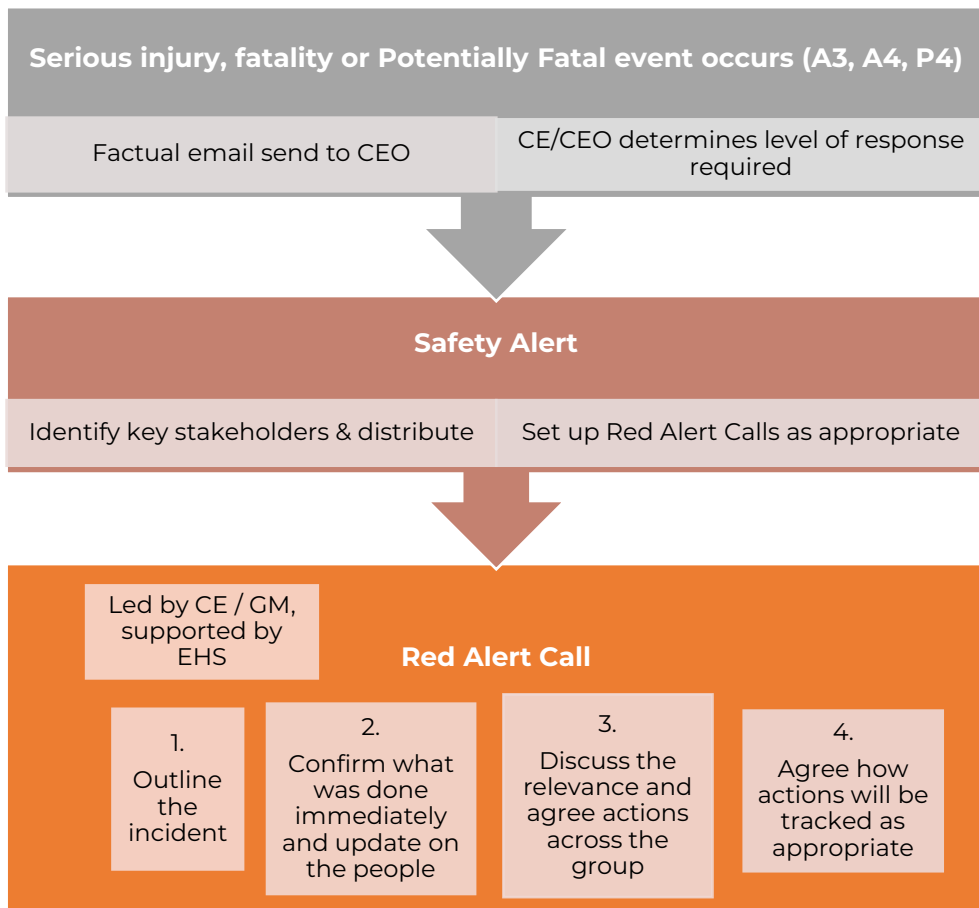 Serious injury, fatality or Potentially Fatal event occurs (A3, A4, P4)
Factual email send to CEO
CE/CEO determines level of response
required
Safety Alert
Identify key stakeholders & distribute
Set up Red Alert Calls as appropriate
Led by CE / GM,
supported by
EHS
Red Alert Call
1.
Outline
the
incident
2.
Confirm what
was done
immediately
and update on
the people
3.
Discuss the
relevance and
agree actions
across the
group
4.
Agree how
actions will be
tracked as
appropriate